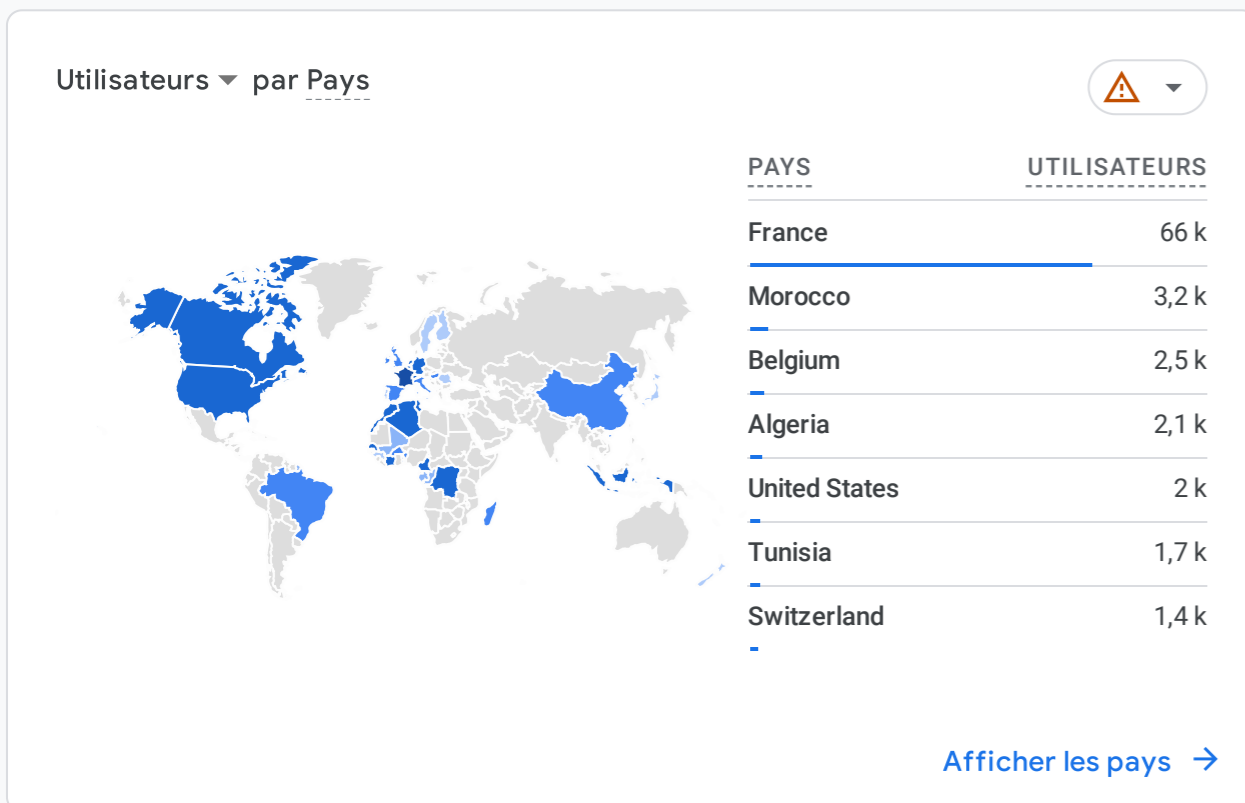 Utilisateurs par Pays
PAYS UTILISATEURS
France 66 k
Morocco 3,2 k
Belgium 2,5 k
Algeria 2,1 k
United States 2 k
Tunisia 1,7 k
Switzerland 1,4 k
Afficher les pays